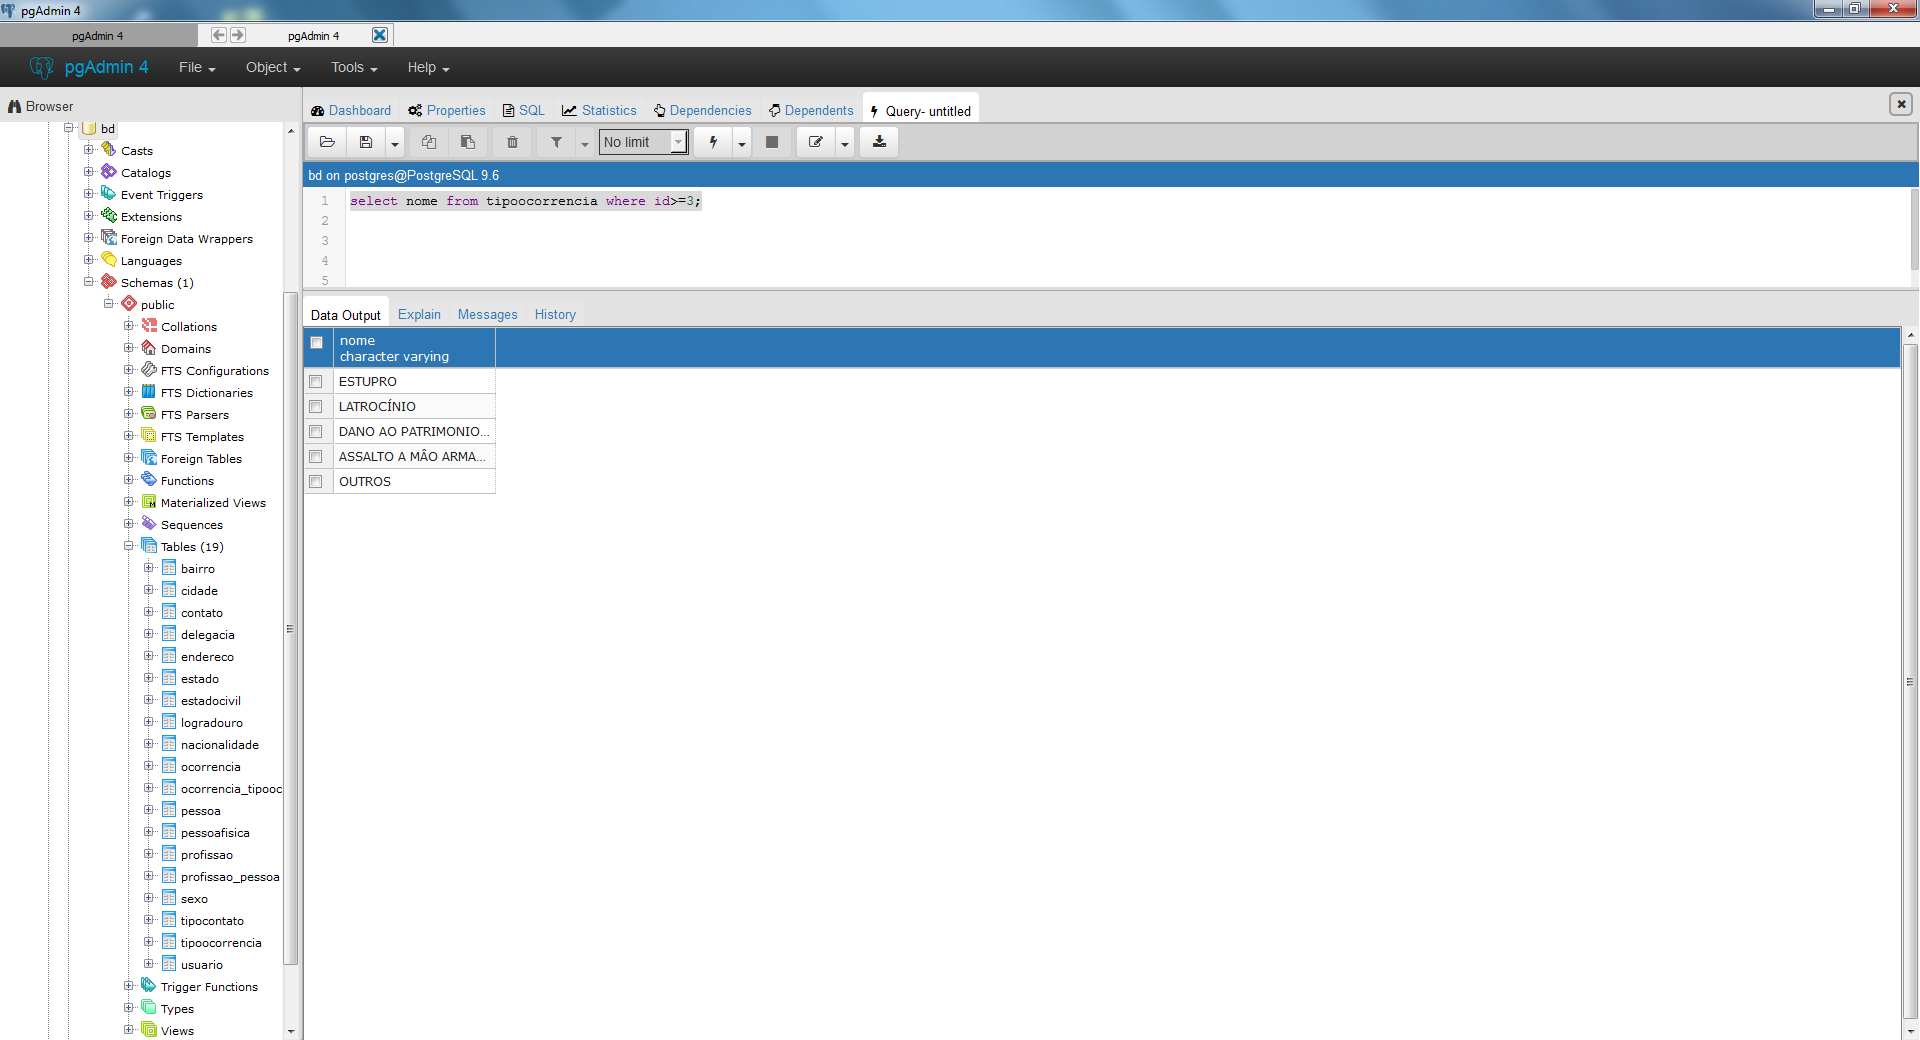 pgAdmin 4
pgAdmin 4
pgAdmin 4
pgAdmin 4 File Object Tools Help
Browser
bd
Casts
Catalogs
Event Triggers
Extensions
Foreign Data Wrappers
Languages
Schemas (1)
public
Collations
Domains
FTS Configurations
FTS Dictionaries
FTS Parsers
FTS Templates
Foreign Tables
Functions
Materialized Views
Sequences
Tables (19)
bairro
cidade
contato
delegacia
endereco
estado
estadocivil
logradouro
nacionalidade
ocorrencia
ocorrencia_tipooc
pessoa
pessoafisica
profissao
profissao_pessoa
sexo
tipocontato
tipoocorrencia
usuario
Trigger Functions
Types
Views
Dashboard Properties SQL Statistics Dependencies Dependents Query- untitled
No limit
bd on postgres@PostgreSQL 9.6
1 select nome from tipoocorrencia where id>=3;
2
3
4
5
Data Output Explain Messages History
nome
character varying
ESTUPRO
LATROCÍNIO
DANO AO PATRIMONIO...
ASSALTO A MÂO ARMA...
OUTROS